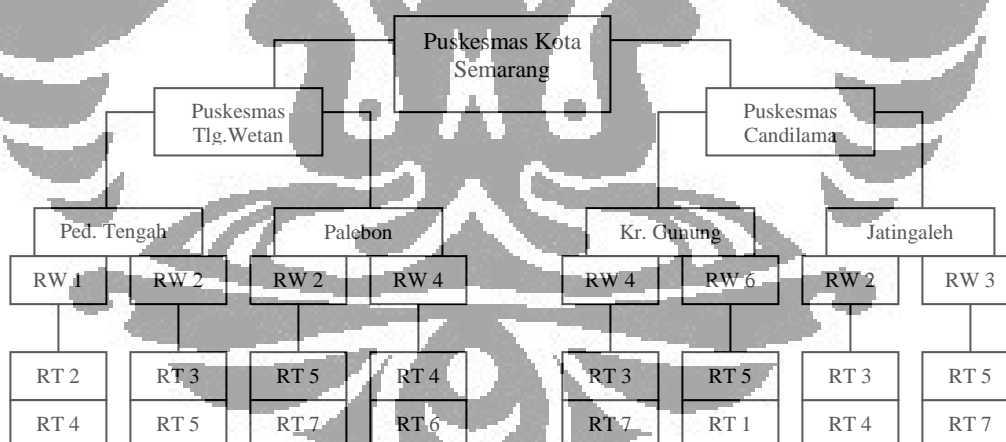 Puskesmas Kota
Semarang
Puskesmas
Tlg.Wetan
Puskesmas
Candilama
Ped. Tengah
Palebon
Kr. Gunung
Jatingaleh
RW 1
RW 2
RW 2
RW 4
RW 4
RW 6
RW 2
RW 3
RT 2
RT 3
RT 5
RT 4
RT 3
RT 5
RT 3
RT 5
RT 4
RT 5
RT 7
RT 6
RT 7
RT 1
RT 4
RT 7